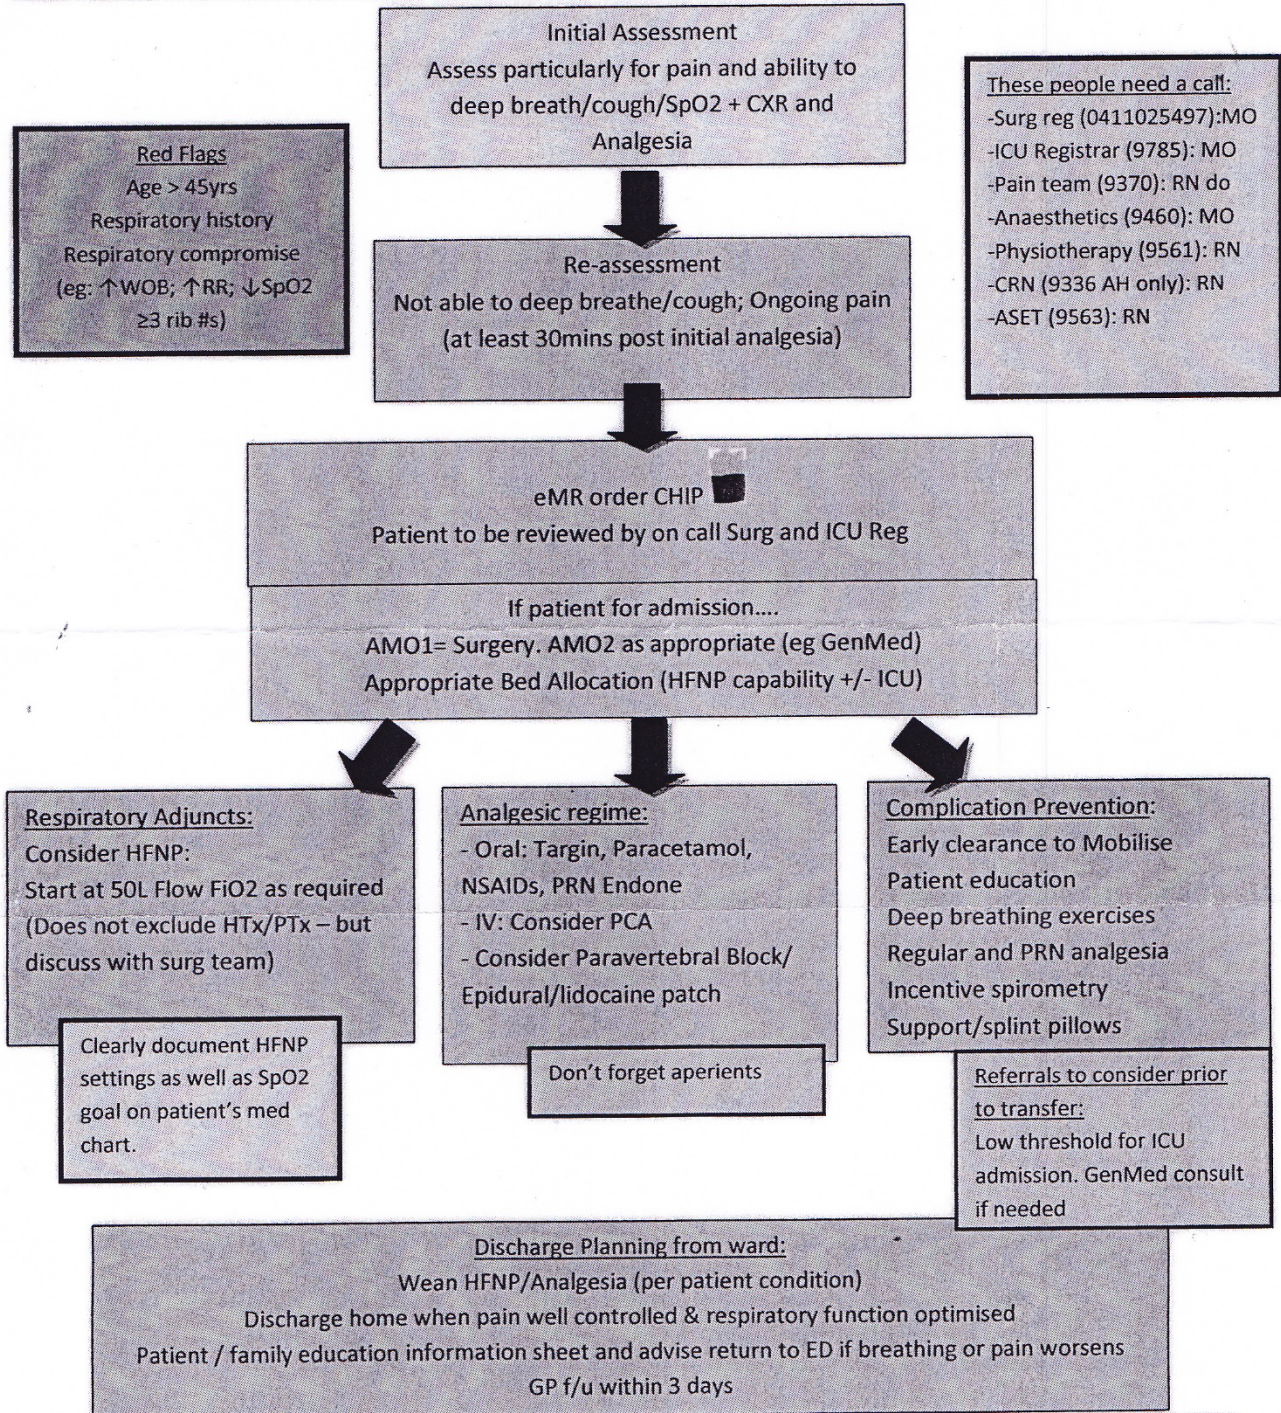 Initial Assessment
Assess particularly for pain and ability to
deep breath/cough/SpO2 + CXR and
Analgesia
Red Flags
Age > 45yrs
Respiratory history
Respiratory compromise
(eg: ↑WOB; ↑RR; ↓SpO2
≥3 rib #s)
These people need a call:
-Surg reg (0411025497):MO
-ICU Registrar (9785): MO
-Pain team (9370): RN do
-Anaesthetics (9460): MO
-Physiotherapy (9561): RN
-CRN (9336 AH only): RN
-ASET (9563): RN
Re-assessment
Not able to deep breathe/cough; Ongoing pain
(at least 30mins post initial analgesia)
eMR order CHIP
Patient to be reviewed by on call Surg and ICU Reg
If patient for admission....
AMO1= Surgery. AMO2 as appropriate (eg GenMed)
Appropriate Bed Allocation (HFNP capability +/- ICU)
Respiratory Adjuncts:
Consider HFNP:
Start at 50L Flow FiO2 as required
(Does not exclude HTx/PTx – but
discuss with surg team)
Clearly document HFNP
settings as well as SpO2
goal on patient's med
chart.
Analgesic regime:
- Oral: Targin, Paracetamol,
NSAIDs, PRN Endone
- IV: Consider PCA
- Consider Paravertebral Block/
Epidural/lidocaine patch
Don't forget aperients
Complication Prevention:
Early clearance to Mobilise
Patient education
Deep breathing exercises
Regular and PRN analgesia
Incentive spirometry
Support/splint pillows
Referrals to consider prior
to transfer:
Low threshold for ICU
admission. GenMed consult
if needed
Discharge Planning from ward:
Wean HFNP/Analgesia (per patient condition)
Discharge home when pain well controlled & respiratory function optimised
Patient / family education information sheet and advise return to ED if breathing or pain worsens
GP f/u within 3 days